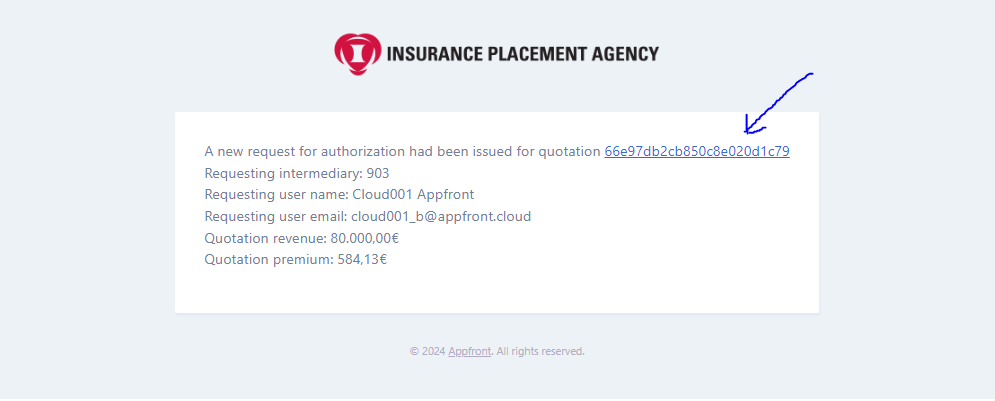 INSURANCE PLACEMENT AGENCY
A new request for authorization had been issued for quotation 66e97db2cb850c8e020d1c79
Requesting intermediary: 903
Requesting user name: Cloud001 Appfront
Requesting user email: cloud001_b@appfront.cloud
Quotation revenue: 80.000,00€
Quotation premium: 584,13€
© 2024 Appfront. All rights reserved.